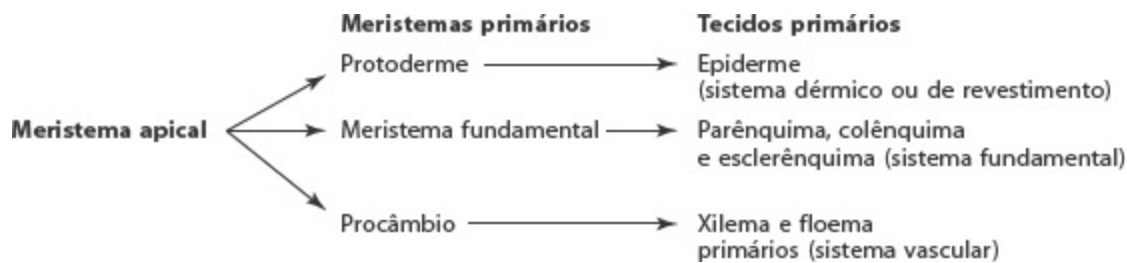 Meristemas primários Tecidos primários
Protoderme Epiderme
(sistema dérmico ou de revestimento)
Meristema apical Meristema fundamental Parênquima, colênquima
e esclerênquima (sistema fundamental)
Procâmbio Xilema e floema
primários (sistema vascular)